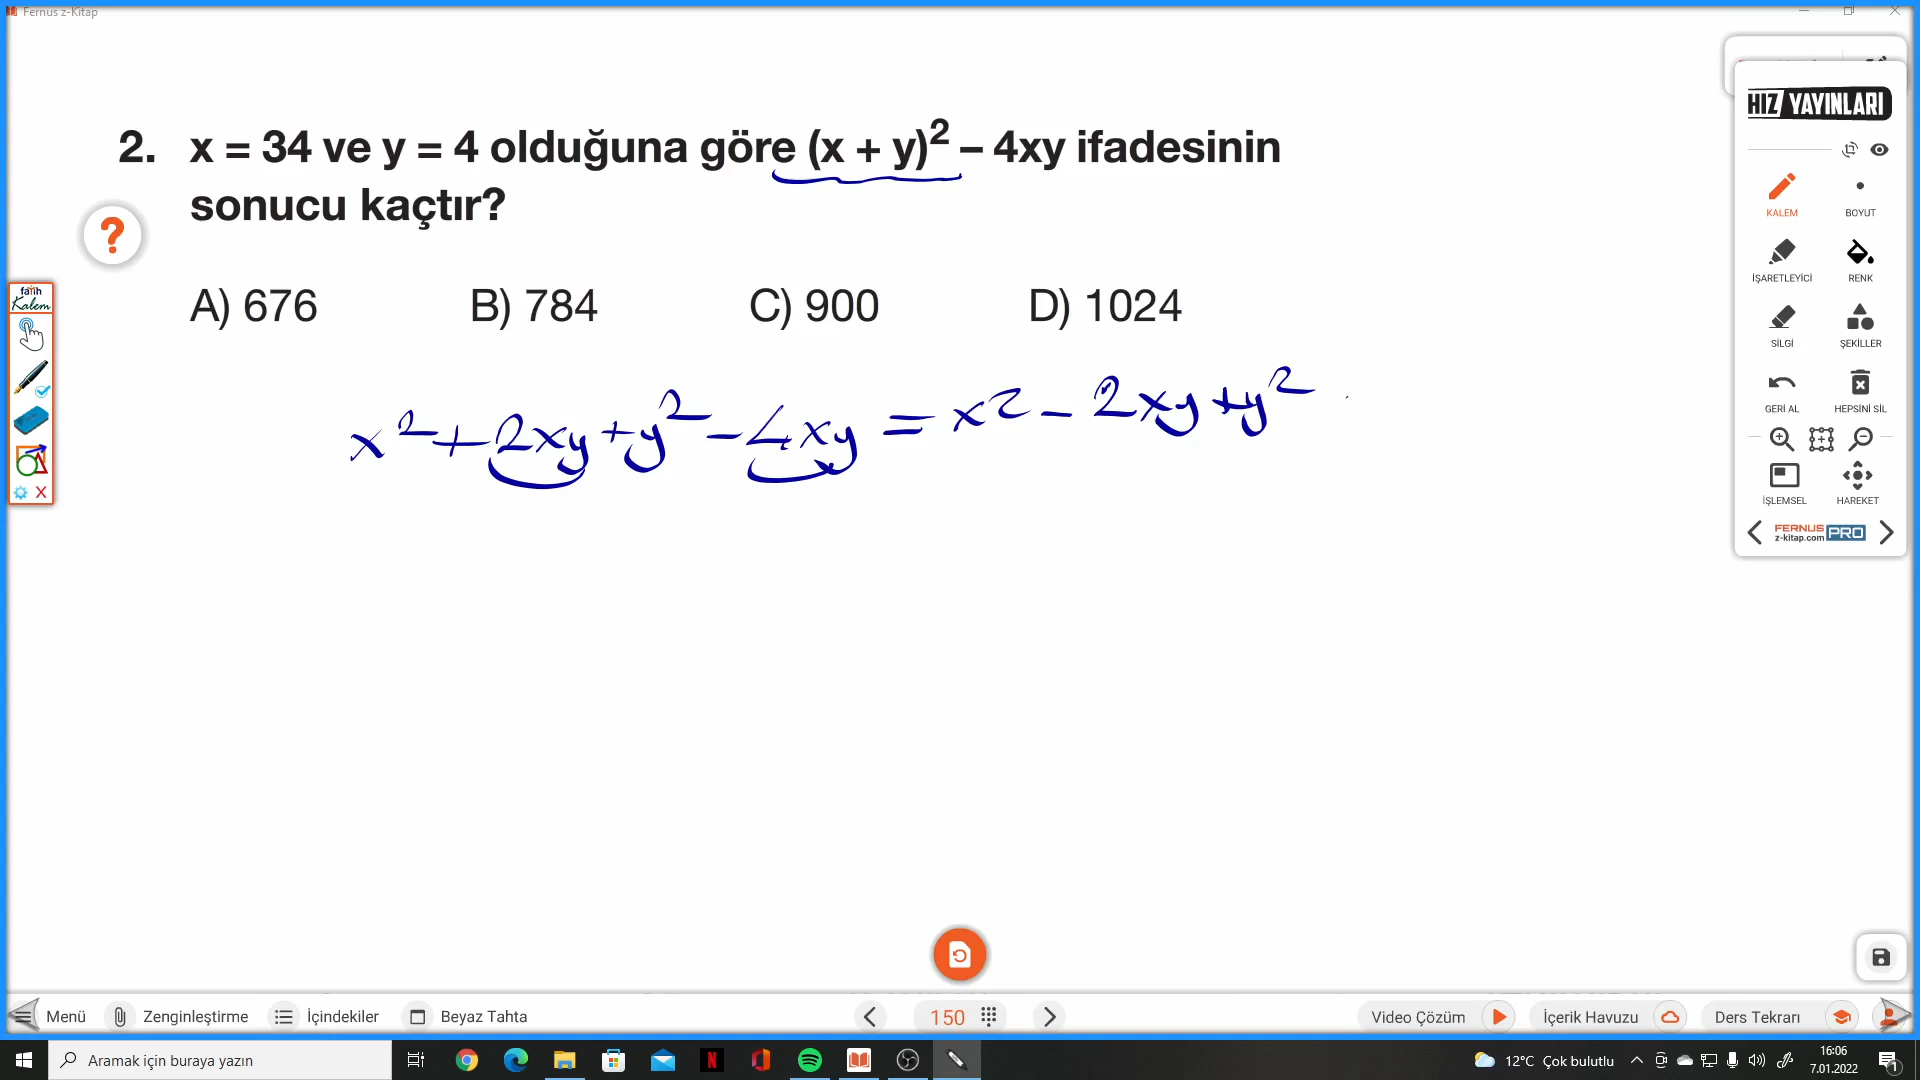 Fernus z-Kitap
HIZ YAYINLARI
2. x = 34 ve y = 4 olduğuna göre (x + y)² – 4xy ifadesinin
sonucu kaçtır?
A) 676 B) 784 C) 900 D) 1024
x² + 2xy + y² - 4xy = x² - 2xy + y²
fatih
Kalem
KALEM BOYUT
İŞARETLEYİCİ RENK
SİLGİ ŞEKİLLER
GERİ AL HEPSİNİ SİL
İŞLEMSEL HAREKET
FERNUS
z-kitap.com PRO
Menü Zenginleştirme İçindekiler Beyaz Tahta 150 Video Çözüm İçerik Havuzu Ders Tekrarı
Aramak için buraya yazın 12°C Çok bulutlu 16:06
7.01.2022 1